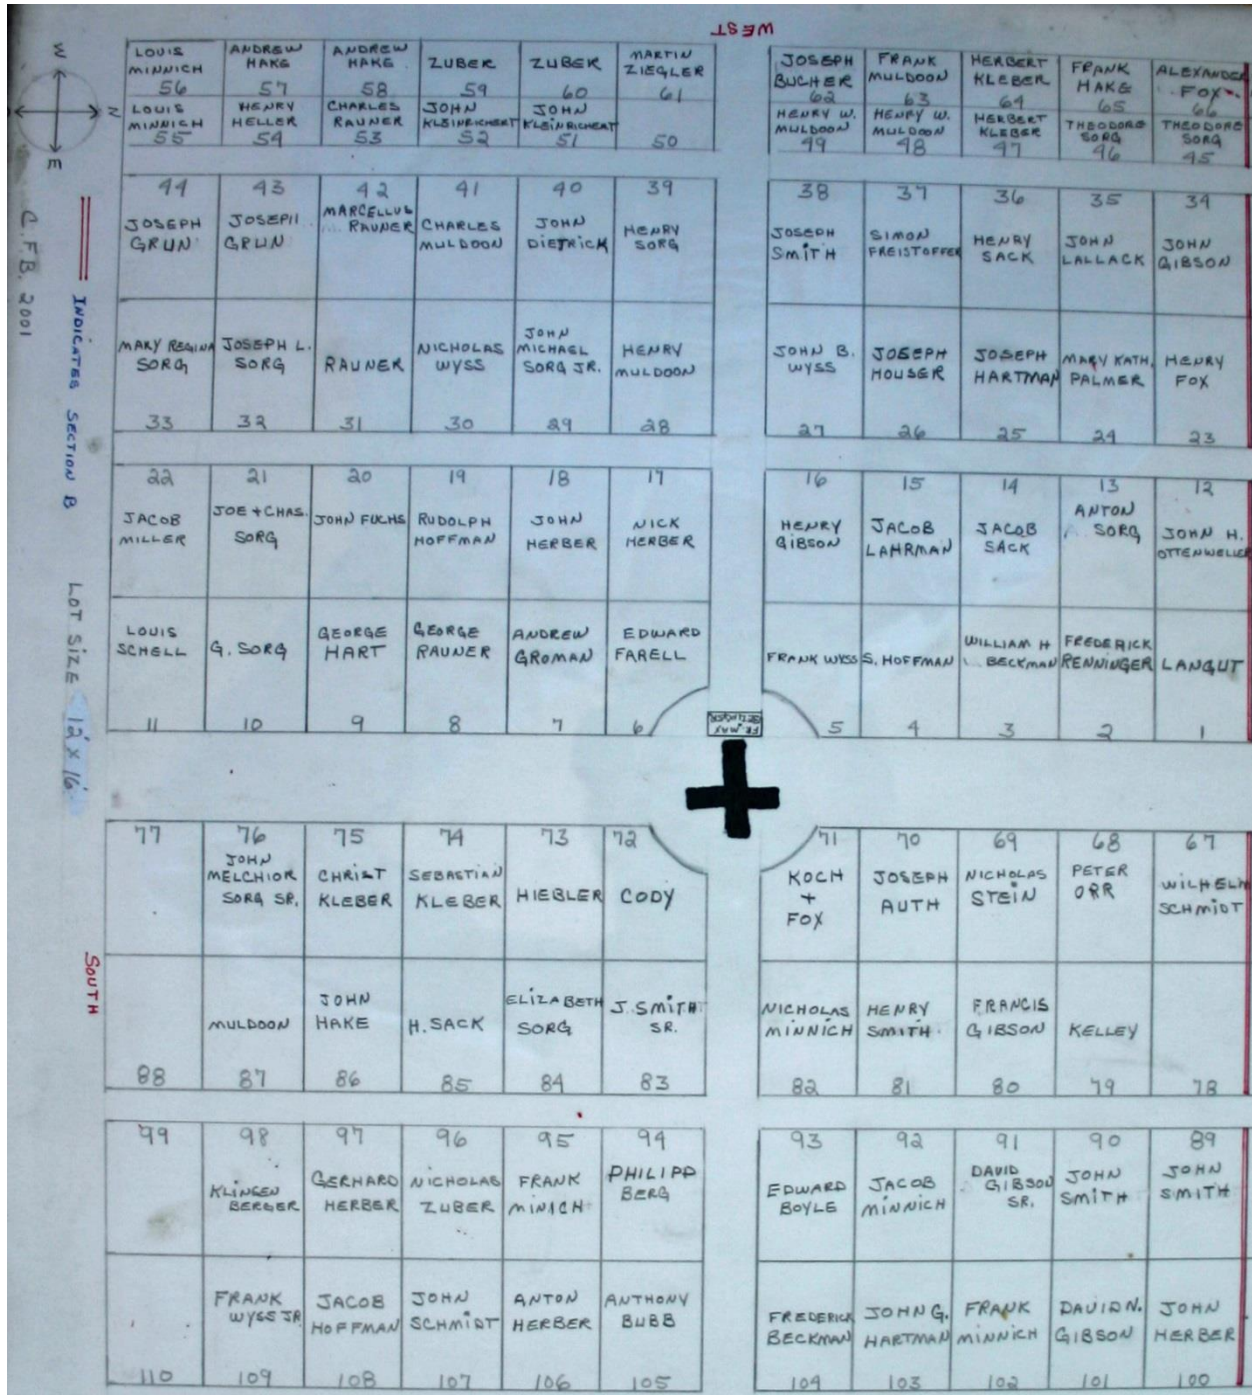 WEST
W
N
E
C.F.B. 2001
INDICATES SECTION B
LOT SIZE 12' x 16'
SOUTH
LOUIS
MINNICH
56
ANDREW
HAKE
57
ANDREW
HAKE
58
ZUBER
59
ZUBER
60
MARTIN
ZIEGLER
61
JOSEPH
BUCHER
62
FRANK
MULDOON
63
HERBERT
KLEBER
64
FRANK
HAKE
65
ALEXANDER
FOX
66
LOUIS
MINNICH
55
HENRY
HELLER
54
CHARLES
RAUNER
53
JOHN
KLEINRICHERT
52
JOHN
KLEINRICHERT
51
50
HENRY W.
MULDOON
49
HENRY W.
MULDOON
48
HERBERT
KLEBER
47
THEODORE
SORG
46
THEODORE
SORG
45
44
JOSEPH
GRUN
43
JOSEPH
GRUN
42
MARCELLUS
RAUNER
41
CHARLES
MULDOON
40
JOHN
DIETRICK
39
HENRY
SORG
38
JOSEPH
SMITH
37
SIMON
FREISTOFFER
36
HENRY
SACK
35
JOHN
LALLACK
34
JOHN
GIBSON
MARY REGINA
SORG
33
JOSEPH L.
SORG
32
RAUNER
31
NICHOLAS
WYSS
30
JOHN
MICHAEL
SORG JR.
29
HENRY
MULDOON
28
JOHN B.
WYSS
27
JOSEPH
HOUSER
26
JOSEPH
HARTMAN
25
MARY KATH.
PALMER
24
HENRY
FOX
23
22
JACOB
MILLER
21
JOE + CHAS.
SORG
20
JOHN FUCHS
19
RUDOLPH
HOFFMAN
18
JOHN
HERBER
17
NICK
HERBER
16
HENRY
GIBSON
15
JACOB
LAHRMAN
14
JACOB
SACK
13
ANTON
SORG
12
JOHN H.
OTTENWELLER
LOUIS
SCHELL
11
G. SORG
10
GEORGE
HART
9
GEORGE
RAUNER
8
ANDREW
GROMAN
7
EDWARD
FARELL
6
FRANK WYSS
5
S. HOFFMAN
4
WILLIAM H
BECKMAN
3
FREDERICK
RENNINGER
2
LANGUT
1
FR. MAX
77
76
JOHN
MELCHIOR
SORG SR.
75
CHRIST
KLEBER
74
SEBASTIAN
KLEBER
73
HIEBLER
72
CODY
71
KOCH
+
FOX
70
JOSEPH
AUTH
69
NICHOLAS
STEIN
68
PETER
ORR
67
WILHELM
SCHMIDT
88
MULDOON
87
JOHN
HAKE
86
H. SACK
85
ELIZABETH
SORG
84
J. SMITH
SR.
83
NICHOLAS
MINNICH
82
HENRY
SMITH
81
FRANCIS
GIBSON
80
KELLEY
79
78
99
98
KLINGEN
BERGER
97
GERHARD
HERBER
96
NICHOLAS
ZUBER
95
FRANK
MINICH
94
PHILIPP
BERG
93
EDWARD
BOYLE
92
JACOB
MINNICH
91
DAVID
GIBSON
SR.
90
JOHN
SMITH
89
JOHN
SMITH
110
FRANK
WYSS JR
109
JACOB
HOFFMAN
108
JOHN
SCHMIDT
107
ANTON
HERBER
106
ANTHONY
BUBB
105
FREDERICK
BECKMAN
104
JOHN G.
HARTMAN
103
FRANK
MINNICH
102
DAVID N.
GIBSON
101
JOHN
HERBER
100